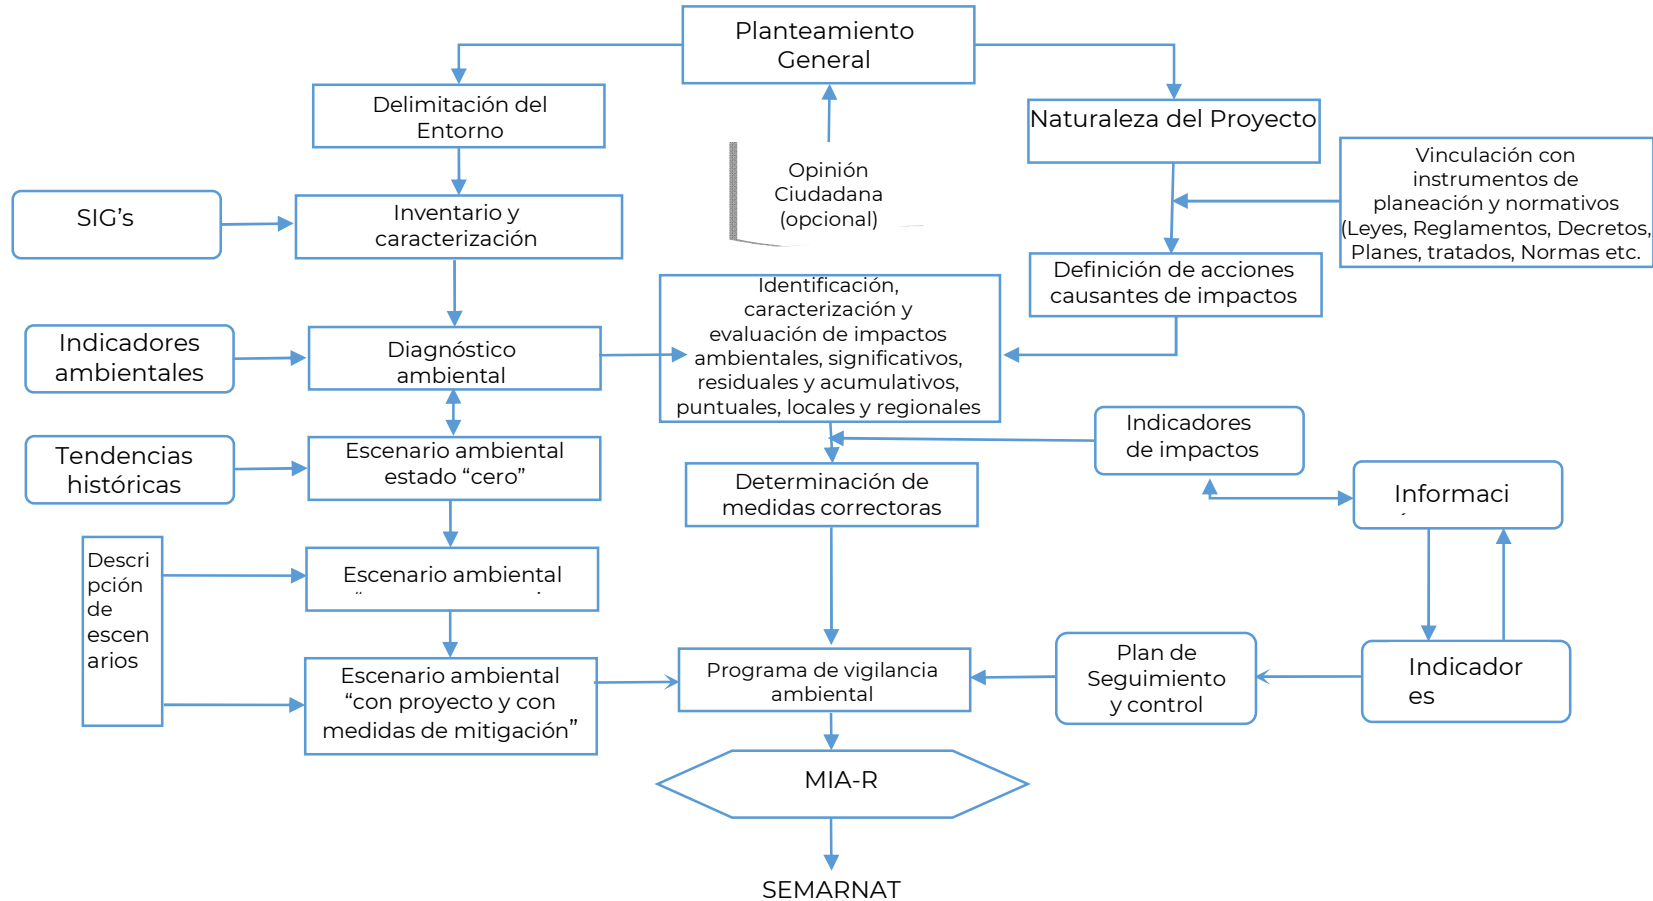 Planteamiento
General
Delimitación del
Entorno
Naturaleza del Proyecto
Opinión
Ciudadana
(opcional)
Vinculación con
instrumentos de
planeación y normativos
(Leyes, Reglamentos, Decretos,
Planes, tratados, Normas etc.
SIG’s
Inventario y
caracterización
Definición de acciones
causantes de impactos
Identificación,
caracterización y
evaluación de impactos
ambientales, significativos,
residuales y acumulativos,
puntuales, locales y regionales
Indicadores
ambientales
Diagnóstico
ambiental
Indicadores
de impactos
Tendencias
históricas
Escenario ambiental
estado “cero”
Determinación de
medidas correctoras
Informaci
Descri
pción
de
escen
arios
Escenario ambiental
Escenario ambiental
“con proyecto y con
medidas de mitigación”
Programa de vigilancia
ambiental
Plan de
Seguimiento
y control
Indicador
es
MIA-R
SEMARNAT